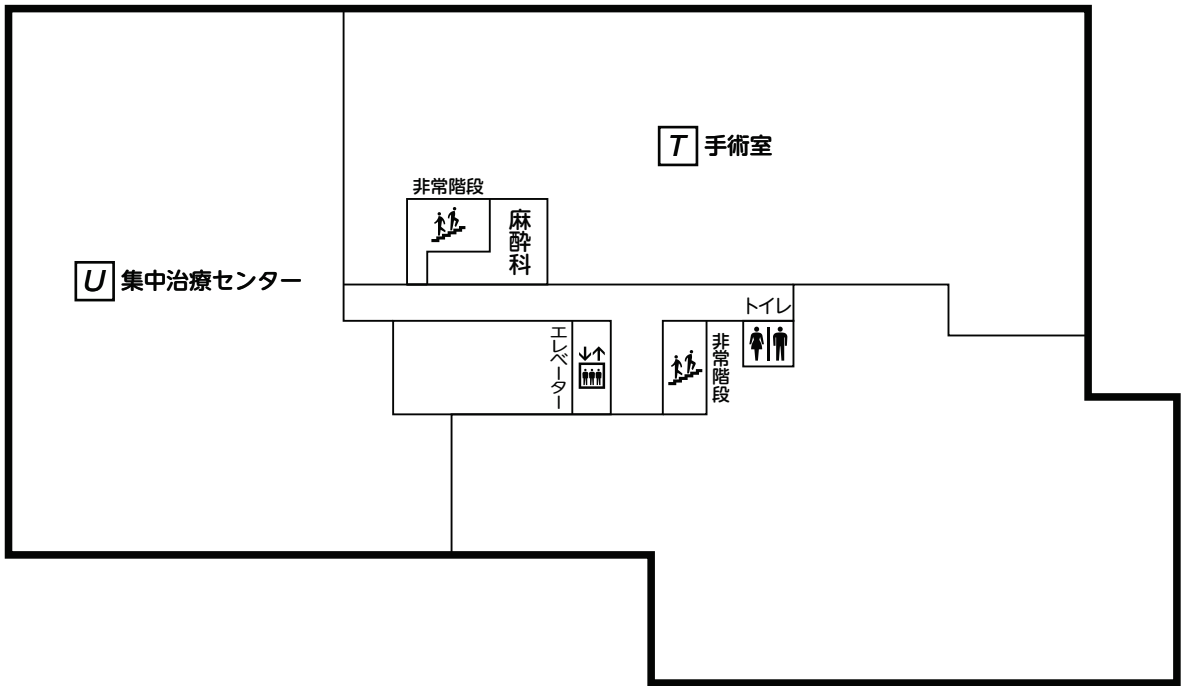 T 手術室
非常階段
麻酔科
U 集中治療センター
トイレ
エレベーター
非常階段